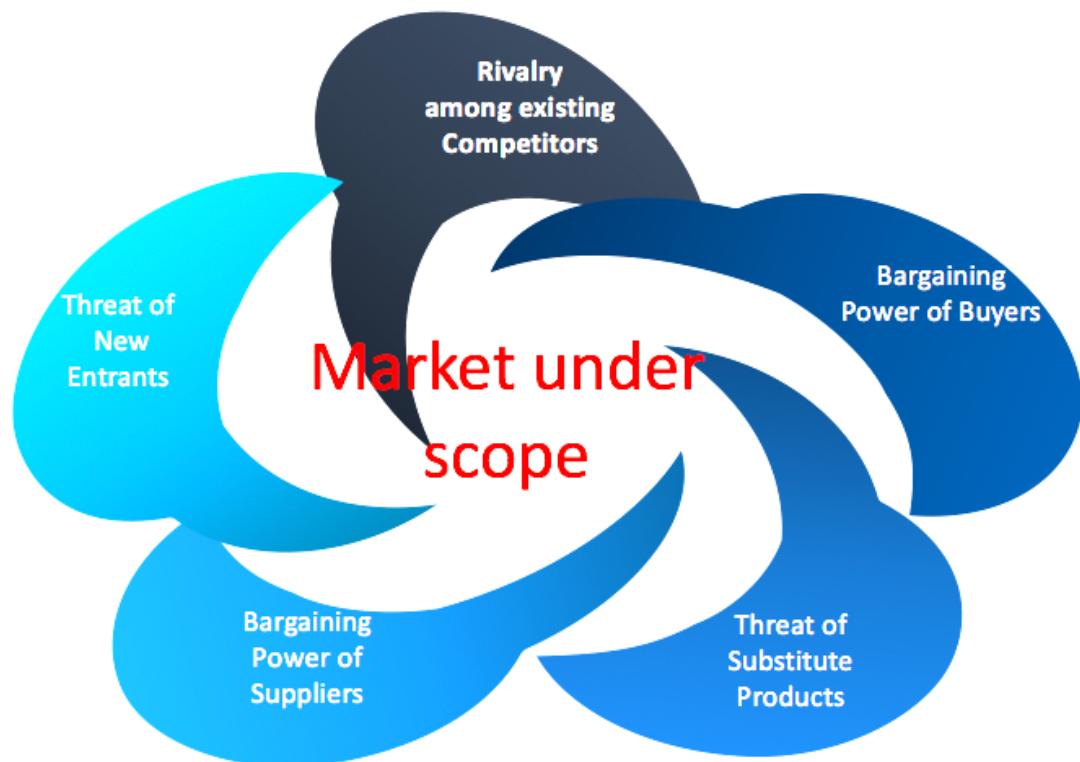 Rivalry
among existing
Competitors
Bargaining
Power of Buyers
Threat of
New
Entrants
Market under
scope
Bargaining
Power of
Suppliers
Threat of
Substitute
Products